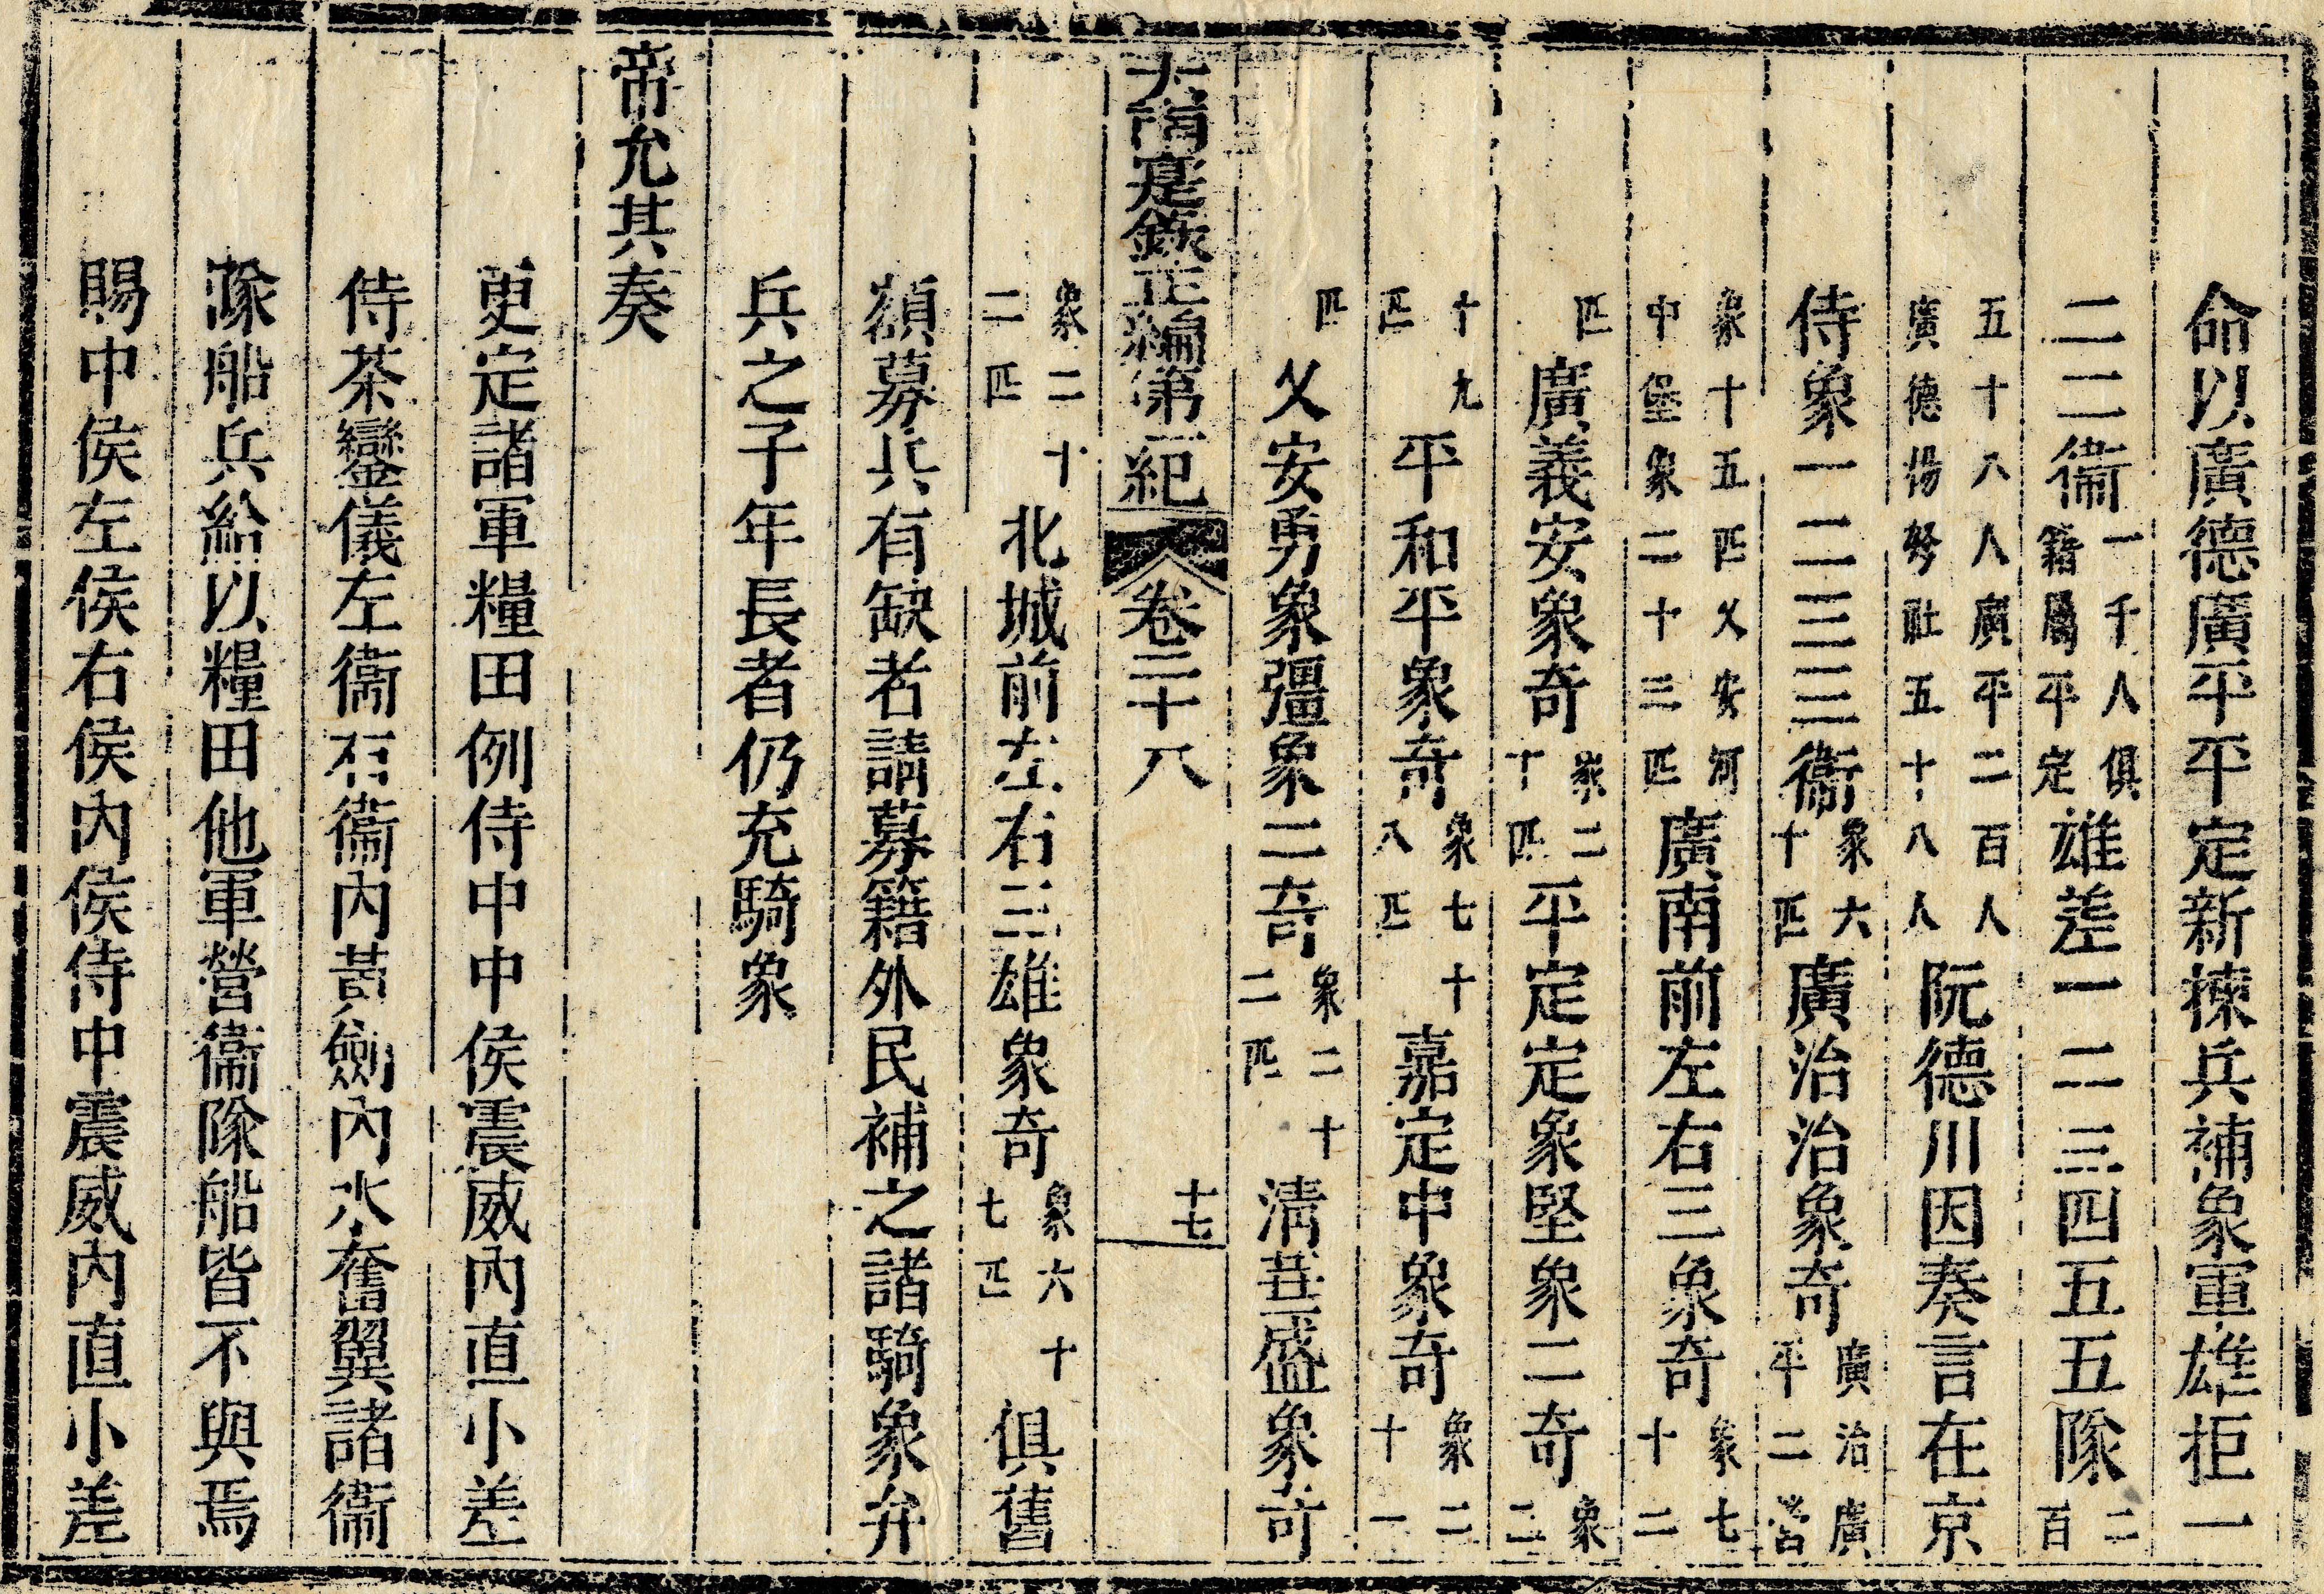 命以廣德廣平平定新揀兵補象軍雄拒一
二二衛一千人俱籍屬平定雄差一二三四五五隊二百
五十八人廣平二百人廣德揚弩社五十八人阮德川因奏言在京
侍象一二三三衛象六十匹廣治治象奇廣治廣平二營
象十五匹乂安河中堡象二十三匹廣南前左右三象奇象七十二
匹廣義安象奇象二十匹平定定象堅象二奇象二
十九匹平和平象奇象七十八匹嘉定中象奇象二十一
匹乂安勇象彊象二奇象二十二匹清葩盛象奇
大南寔錄正編第二紀 卷二十八 十七
象二十二匹北城前左右三雄象奇象六十七匹俱舊
額募兵有缺者請募籍外民補之諸騎象弁
兵之子年長者仍充騎象
帝允其奏
更定諸軍糧田例侍中中侯震威內直小差
侍茶鑾儀左衛右衛內黃劍內水奮翼諸衛
隊船兵給以糧田他軍營衛隊船皆不與焉
賜中侯左侯右侯內侯侍中震威內直小差